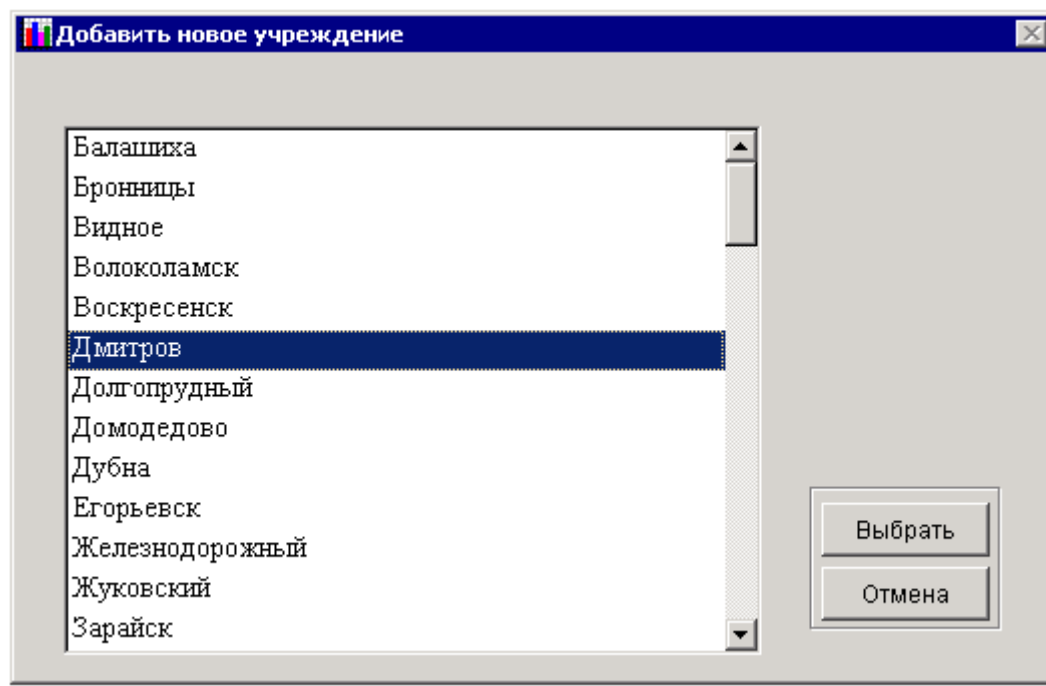 Добавить новое учреждение
Балашиха
Бронницы
Видное
Волоколамск
Воскресенск
Дмитров
Долгопрудный
Домодедово
Дубна
Егорьевск
Железнодорожный
Жуковский
Зарайск
Выбрать
Отмена